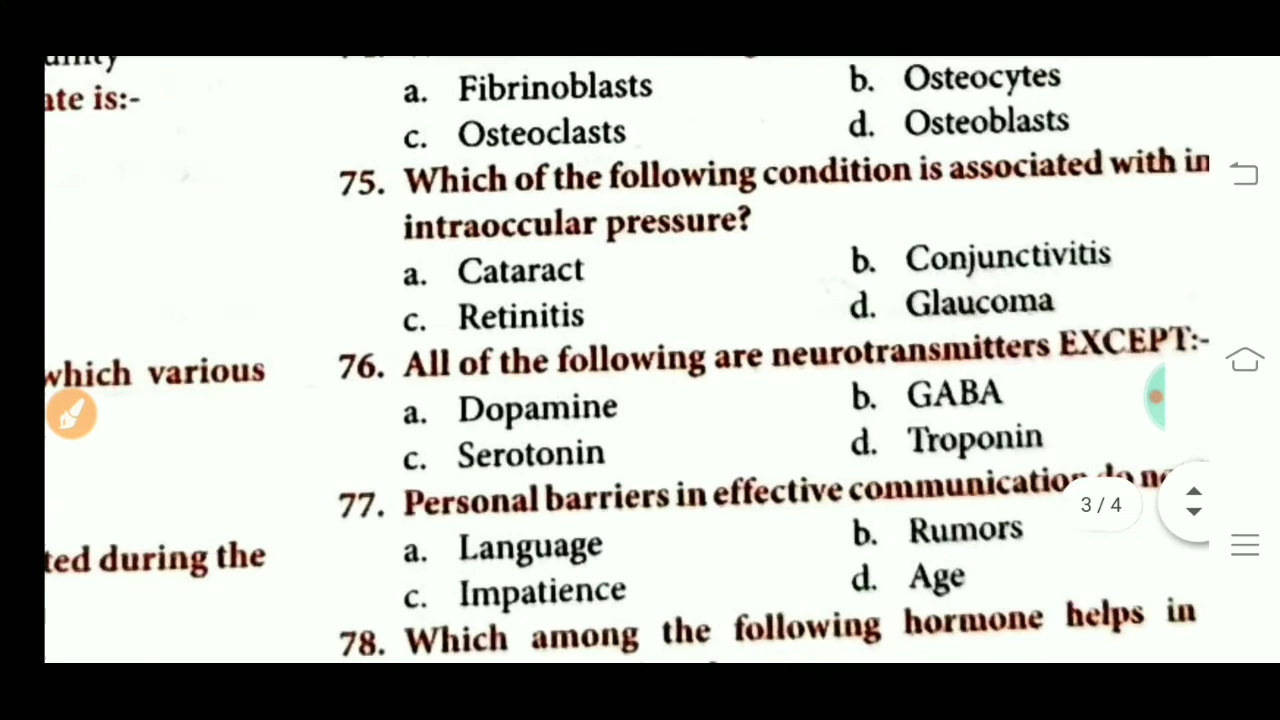 ate is:-
which various
ted during the
a. Fibrinoblasts b. Osteocytes
c. Osteoclasts d. Osteoblasts
75. Which of the following condition is associated with in
intraoccular pressure?
a. Cataract b. Conjunctivitis
c. Retinitis d. Glaucoma
76. All of the following are neurotransmitters EXCEPT:-
a. Dopamine b. GABA
c. Serotonin d. Troponin
77. Personal barriers in effective communication do
a. Language b. Rumors
c. Impatience d. Age
78. Which among the following hormone helps in
3 / 4